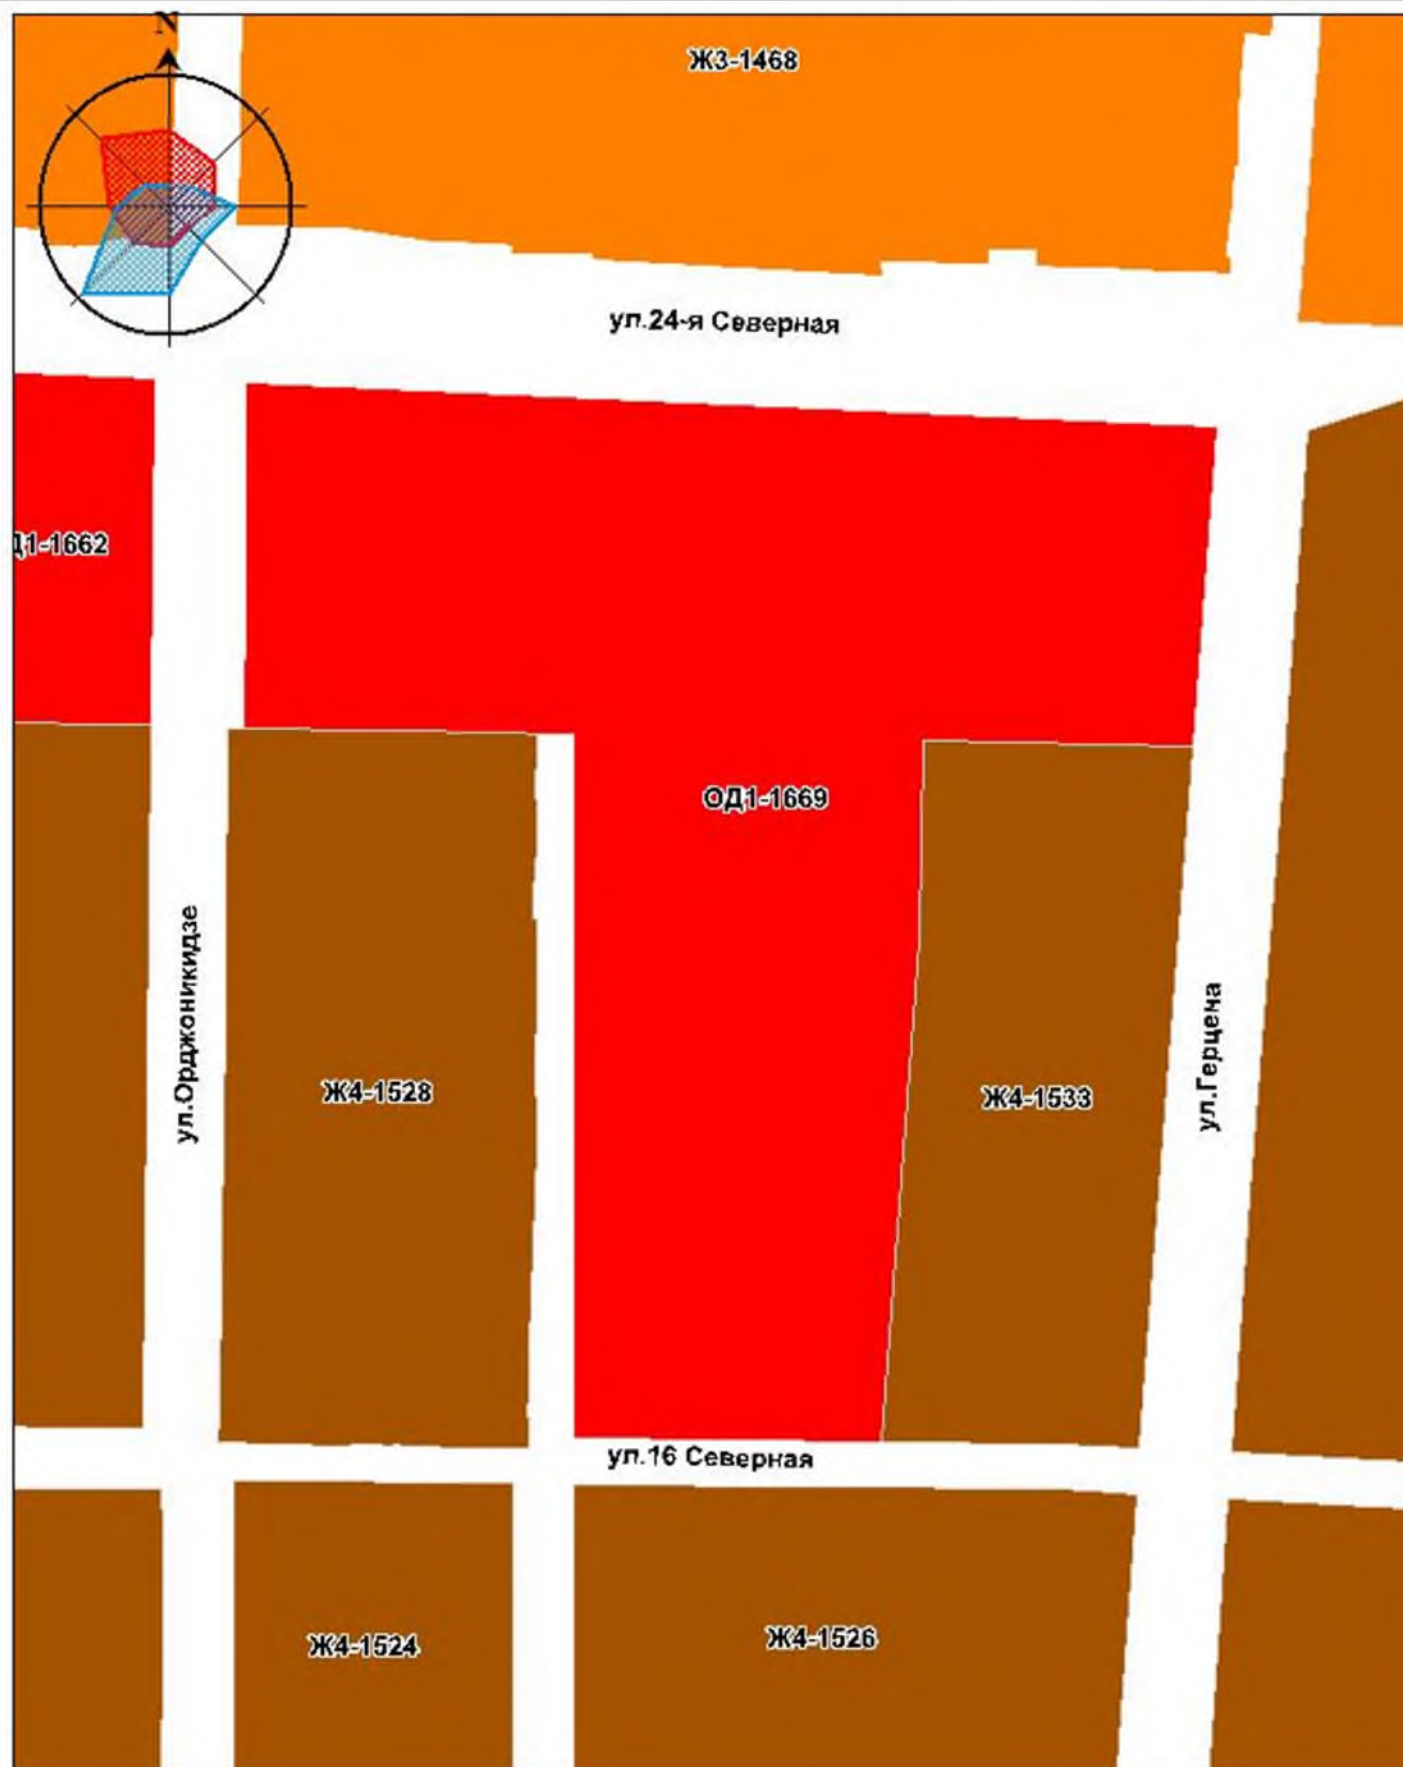 N
Ж3-1468
ул.24-я Северная
Д1-1662
ОД1-1669
ул.Орджоникидзе
ул.Герцена
Ж4-1528
Ж4-1533
ул.16 Северная
Ж4-1524
Ж4-1526